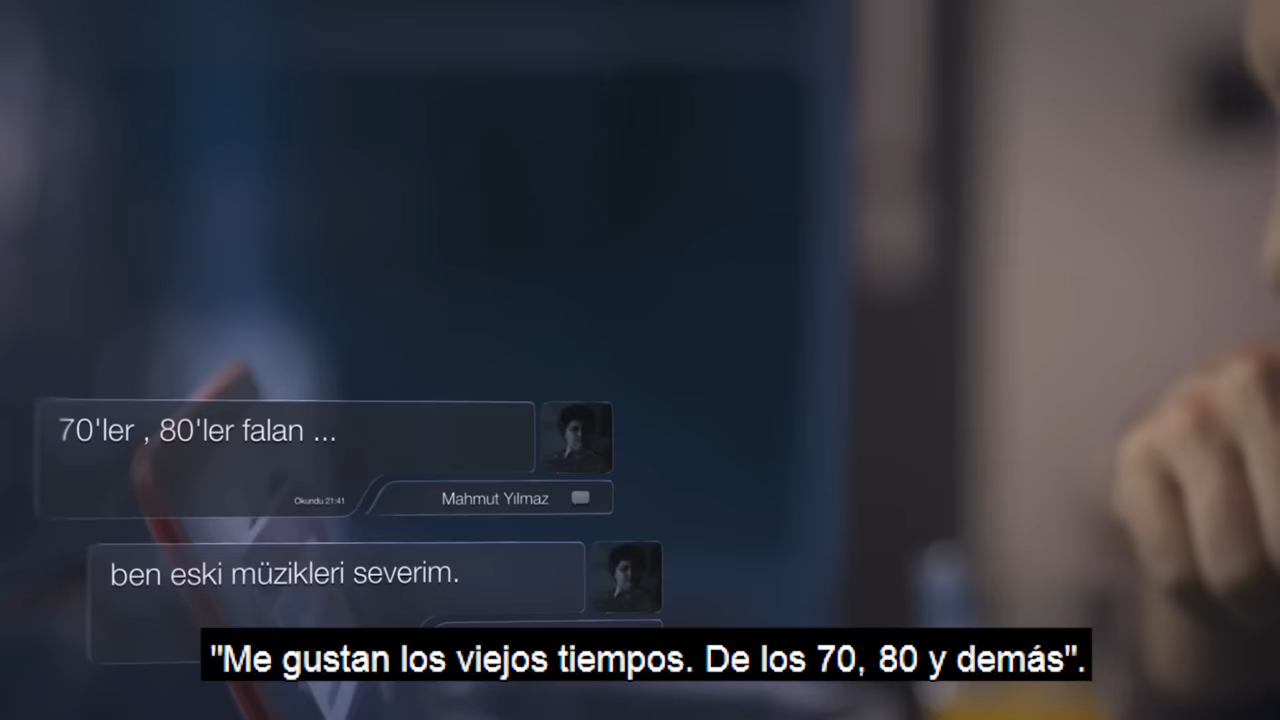 70'ler , 80'ler falan ...
Okundu 21:41
Mahmut Yılmaz
ben eski müzikleri severim.
"Me gustan los viejos tiempos. De los 70, 80 y demás".